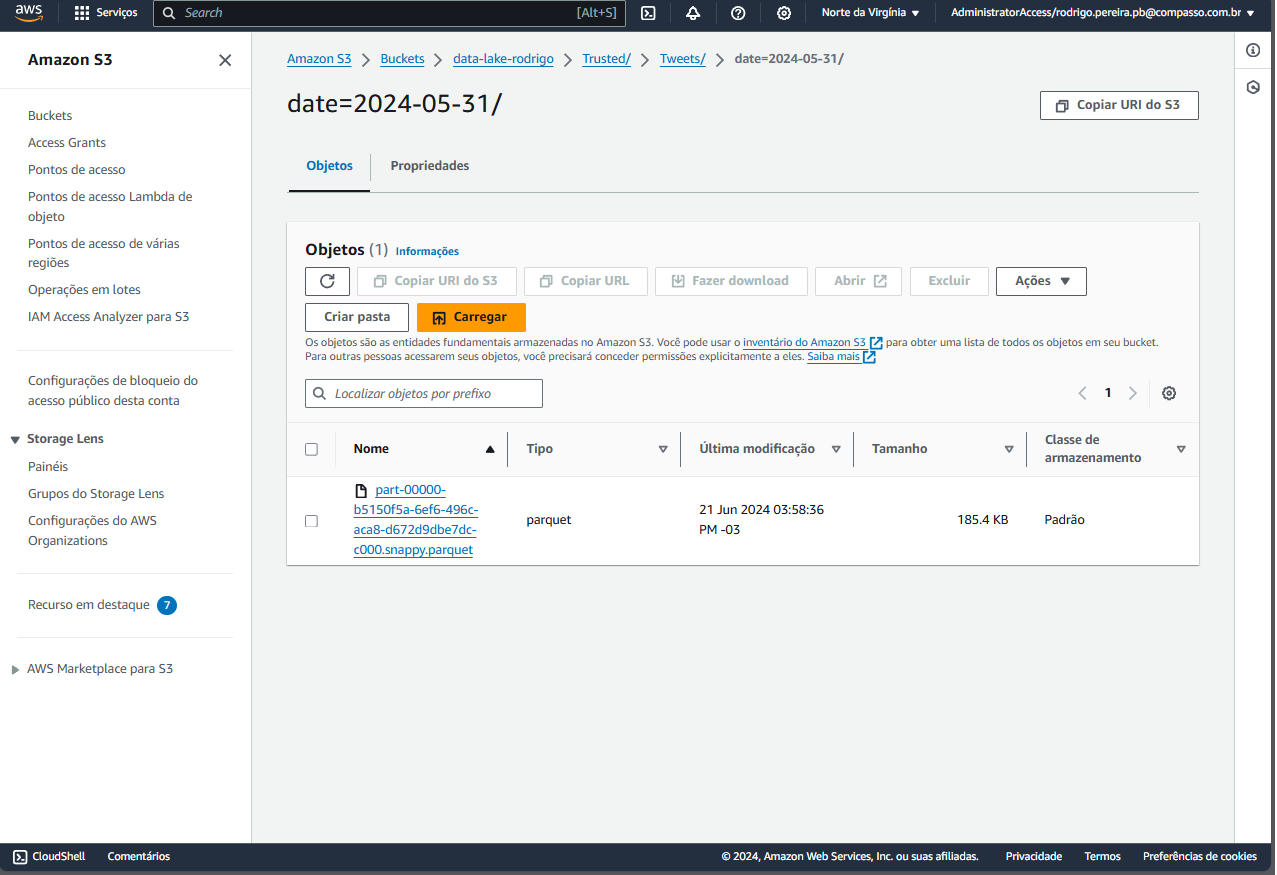 aws
Serviços
Search
[Alt+S]
Norte da Virgínia
AdministratorAccess/rodrigo.pereira.pb@compasso.com.br
Amazon S3
Buckets
Access Grants
Pontos de acesso
Pontos de acesso Lambda de
objeto
Pontos de acesso de várias
regiões
Operações em lotes
IAM Access Analyzer para S3
Configurações de bloqueio do
acesso público desta conta
Storage Lens
Painéis
Grupos do Storage Lens
Configurações do AWS
Organizations
Recurso em destaque 7
AWS Marketplace para S3
Amazon S3 > Buckets > data-lake-rodrigo > Trusted/ > Tweets/ > date=2024-05-31/
date=2024-05-31/
Copiar URI do S3
Objetos
Propriedades
Objetos (1) Informações
Copiar URI do S3
Copiar URL
Fazer download
Abrir
Excluir
Ações
Criar pasta
Carregar
Os objetos são as entidades fundamentais armazenadas no Amazon S3. Você pode usar o inventário do Amazon S3 para obter uma lista de todos os objetos em seu bucket.
Para outras pessoas acessarem seus objetos, você precisará conceder permissões explicitamente a eles. Saiba mais
Localizar objetos por prefixo
1
Nome
Tipo
Última modificação
Tamanho
Classe de
armazenamento
part-00000-
b5150f5a-6ef6-496c-
aca8-d672d9dbe7dc-
c000.snappy.parquet
parquet
21 Jun 2024 03:58:36
PM -03
185.4 KB
Padrão
CloudShell
Comentários
© 2024, Amazon Web Services, Inc. ou suas afiliadas.
Privacidade
Termos
Preferências de cookies